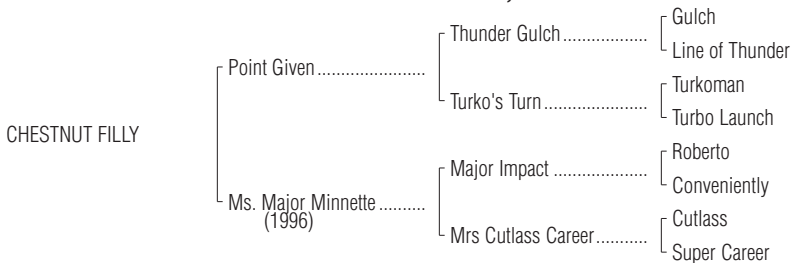 Gulch
Thunder Gulch....................
Line of Thunder
Point Given.........................
Turkoman
Turko's Turn.........................
Turbo Launch
CHESTNUT FILLY
Roberto
Major Impact ......................
Conveniently
Ms. Major Minnette...........
(1996)
Cutlass
Mrs Cutlass Career............
Super Career